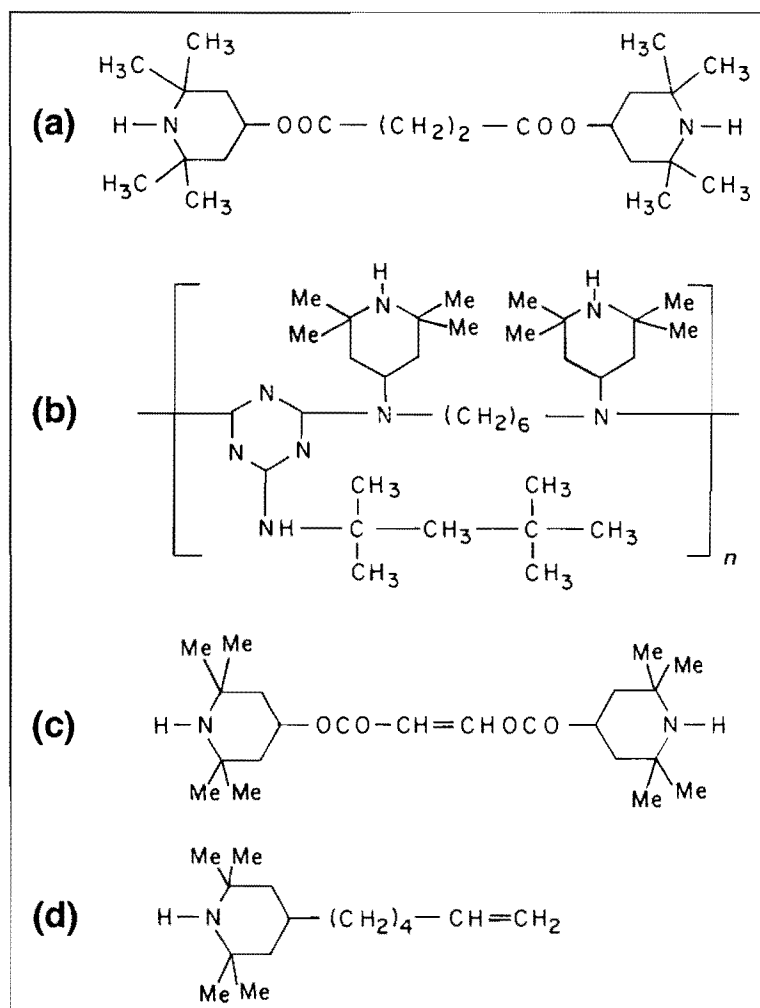 CH3 CH3
H3C CH3
(a) H—N OOC—(CH2)2—COO N—H
H3C CH3
CH3 H3C
H H
Me N Me Me N Me
Me Me Me Me
(b) N N—(CH2)6—N
N N
CH3 CH3
NH—C—CH3—C—CH3
CH3 CH3
n
Me Me Me Me
(c) H—N OCO—CH=CHOCO N—H
Me Me Me Me
Me Me
(d) H—N (CH2)4—CH=CH2
Me Me